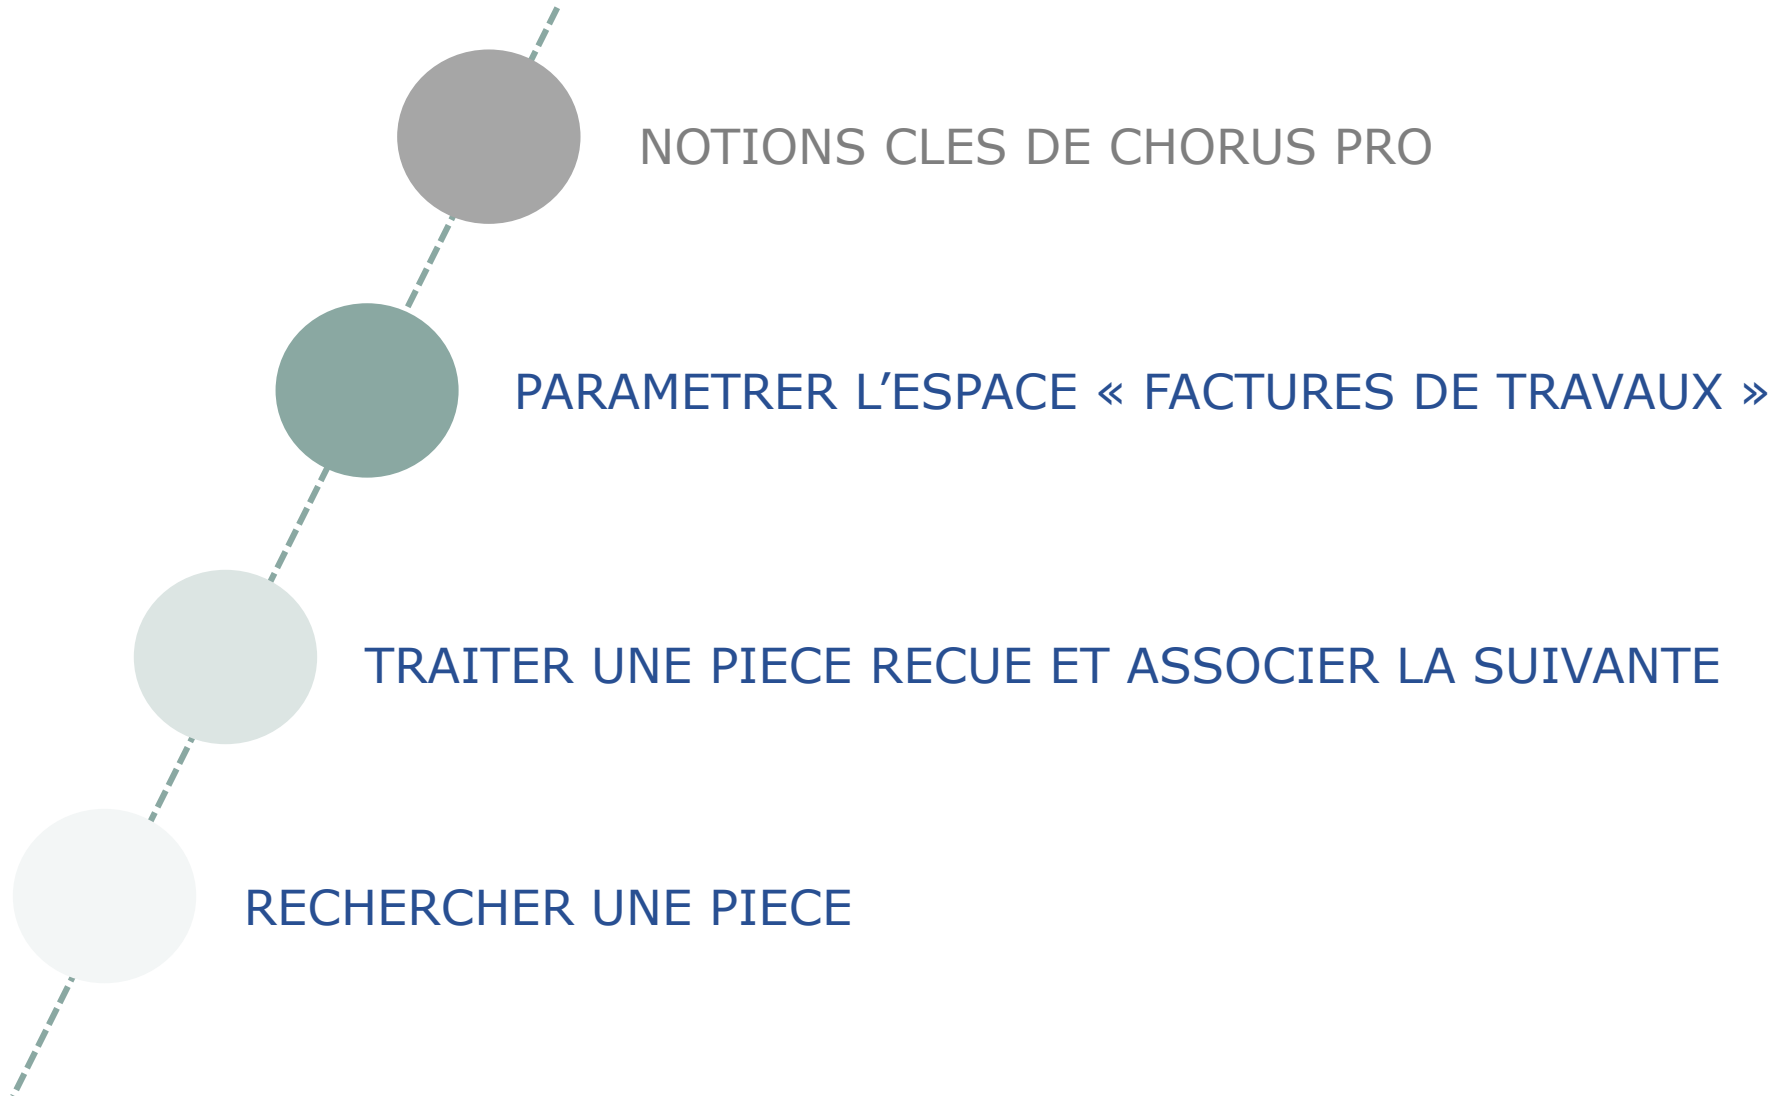 NOTIONS CLES DE CHORUS PRO
PARAMETRER L’ESPACE « FACTURES DE TRAVAUX »
TRAITER UNE PIECE RECUE ET ASSOCIER LA SUIVANTE
RECHERCHER UNE PIECE